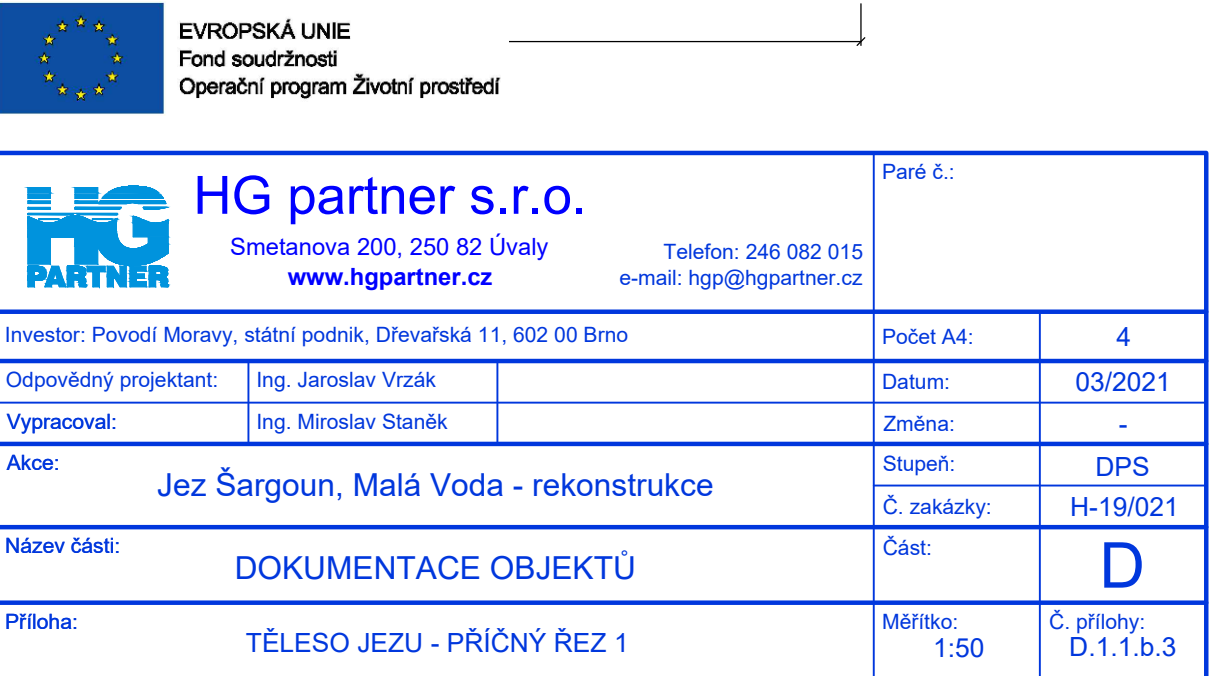 EVROPSKÁ UNIE
Fond soudržnosti
Operační program Životní prostředí
HG
PARTNER
HG partner s.r.o.
Smetanova 200, 250 82 Úvaly
www.hgpartner.cz
Telefon: 246 082 015
e-mail: hgp@hgpartner.cz
Paré č.:
Investor: Povodí Moravy, státní podnik, Dřevařská 11, 602 00 Brno
Počet A4: 4
Odpovědný projektant: Ing. Jaroslav Vrzák
Datum: 03/2021
Vypracoval: Ing. Miroslav Staněk
Změna: -
Akce:
Jez Šargoun, Malá Voda - rekonstrukce
Stupeň: DPS
Č. zakázky: H-19/021
Název části:
DOKUMENTACE OBJEKTŮ
Část: D
Příloha:
TĚLESO JEZU - PŘÍČNÝ ŘEZ 1
Měřítko:
1:50
Č. přílohy:
D.1.1.b.3